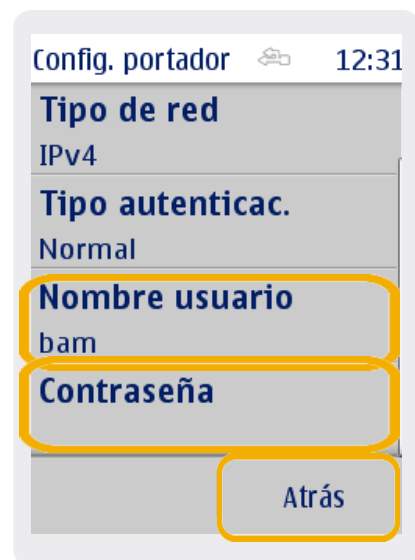 Config. portador 12:31
Tipo de red
IPv4
Tipo autenticac.
Normal
Nombre usuario
bam
Contraseña
Atrás